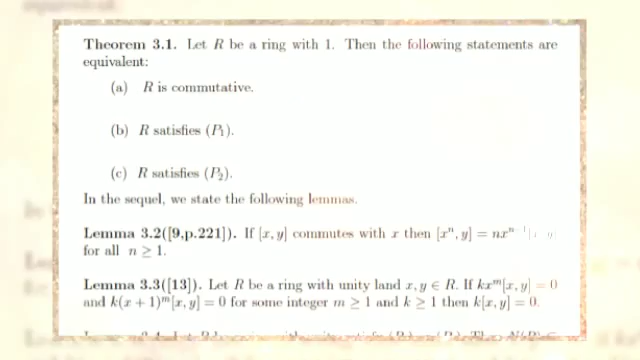 Theorem 3.1. Let R be a ring with 1. Then the following statements are
equivalent:
(a) R is commutative.
(b) R satisfies (P₁).
(c) R satisfies (P₂).
In the sequel, we state the following lemmas.
Lemma 3.2([9,p.221]). If [x, y] commutes with x then [xⁿ, y] = nxⁿ
for all n ≥ 1.
Lemma 3.3([13]). Let R be a ring with unity land x, y ∈ R. If kxᵐ[x, y] = 0
and k(x + 1)ᵐ[x, y] = 0 for some integer m ≥ 1 and k ≥ 1 then k[x, y] = 0.